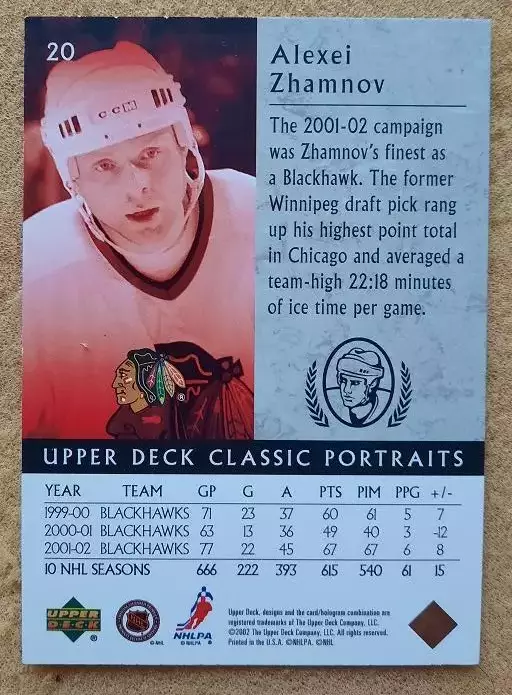 20
CCM
Alexei
Zhamnov
The 2001-02 campaign
was Zhamnov's finest as
a Blackhawk. The former
Winnipeg draft pick rang
up his highest point total
in Chicago and averaged a
team-high 22:18 minutes
of ice time per game.
®
UPPER DECK CLASSIC PORTRAITS
YEAR TEAM GP G A PTS PIM PPG +/-
1999-00 BLACKHAWKS 71 23 37 60 61 5 7
2000-01 BLACKHAWKS 63 13 36 49 40 3 -12
2001-02 BLACKHAWKS 77 22 45 67 67 6 8
10 NHL SEASONS 666 222 393 615 540 61 15
UPPER
DECK
®
NHL
©NHL
NHLPA
©NHLPA
Upper Deck, designs and the card/hologram combination are
registered trademarks of The Upper Deck Company, LLC.
©2002 The Upper Deck Company, LLC. All rights reserved.
Printed in the U.S.A. ©NHLPA. ©NHL